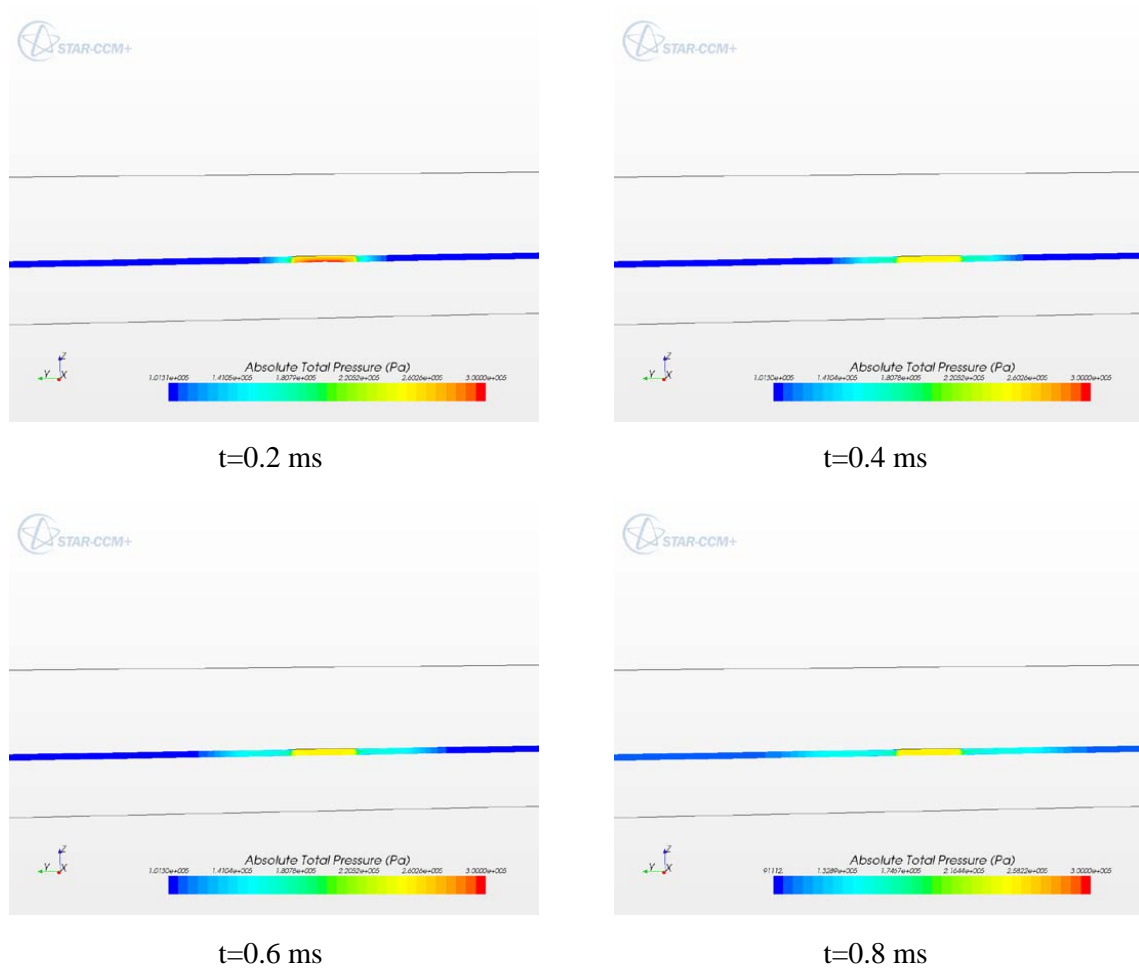 STAR-CCM+
STAR-CCM+
Z
Y X
Z
Y X
Absolute Total Pressure (Pa)
1.0131e+005 1.4105e+005 1.8079e+005 2.2052e+005 2.6026e+005 3.0000e+005
Absolute Total Pressure (Pa)
1.0130e+005 1.4104e+005 1.8078e+005 2.2052e+005 2.6026e+005 3.0000e+005
t=0.2 ms
t=0.4 ms
STAR-CCM+
STAR-CCM+
Z
Y X
Z
Y X
Absolute Total Pressure (Pa)
1.0130e+005 1.4104e+005 1.8078e+005 2.2052e+005 2.6026e+005 3.0000e+005
Absolute Total Pressure (Pa)
91112. 1.3289e+005 1.7467e+005 2.1644e+005 2.5822e+005 3.0000e+005
t=0.6 ms
t=0.8 ms